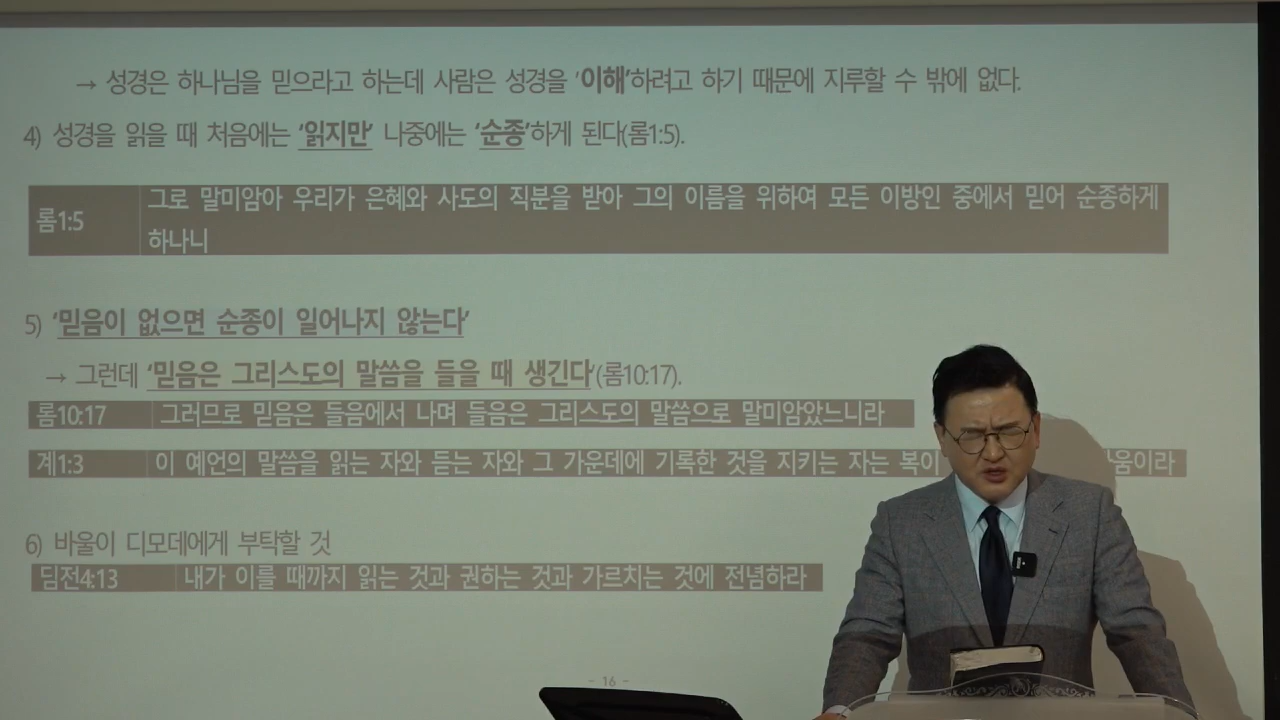 → 성경은 하나님을 믿으라고 하는데 사람은 성경을 '이해'하려고 하기 때문에 지루할 수 밖에 없다.
4) 성경을 읽을 때 처음에는 '읽지만' 나중에는 '순종'하게 된다(롬1:5).
롬1:5 그로 말미암아 우리가 은혜와 사도의 직분을 받아 그의 이름을 위하여 모든 이방인 중에서 믿어 순종하게
하나니
5) '믿음이 없으면 순종이 일어나지 않는다'
→ 그런데 '믿음은 그리스도의 말씀을 들을 때 생긴다'(롬10:17).
롬10:17 그러므로 믿음은 들음에서 나며 들음은 그리스도의 말씀으로 말미암았느니라
계1:3 이 예언의 말씀을 읽는 자와 듣는 자와 그 가운데에 기록한 것을 지키는 자는 복이 움이라
6) 바울이 디모데에게 부탁할 것
딤전4:13 내가 이를 때까지 읽는 것과 권하는 것과 가르치는 것에 전념하라
- 16 -